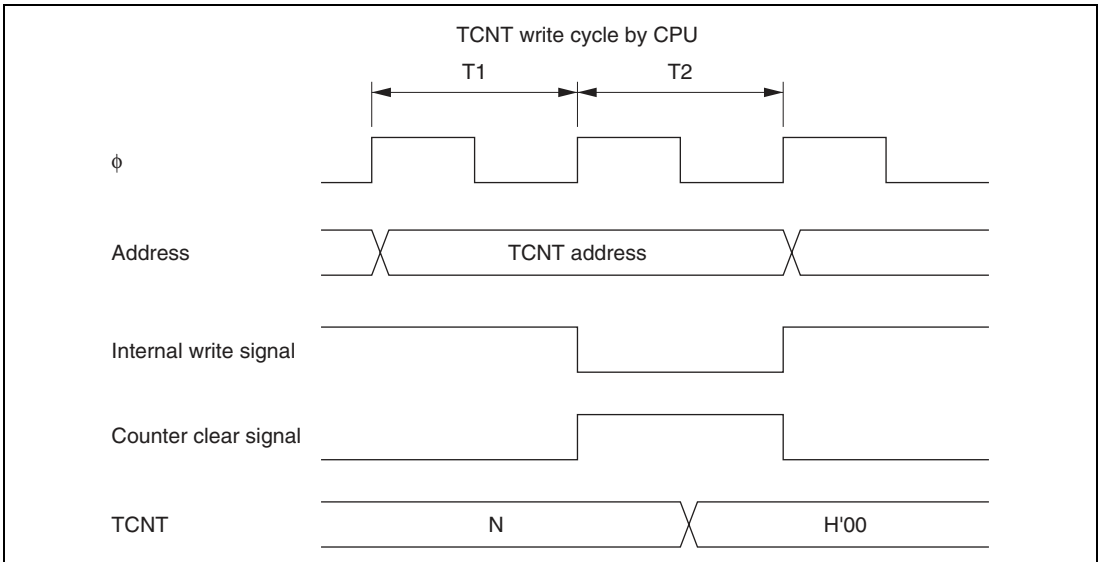 TCNT write cycle by CPU
T1 T2
ϕ
Address TCNT address
Internal write signal
Counter clear signal
TCNT N H'00